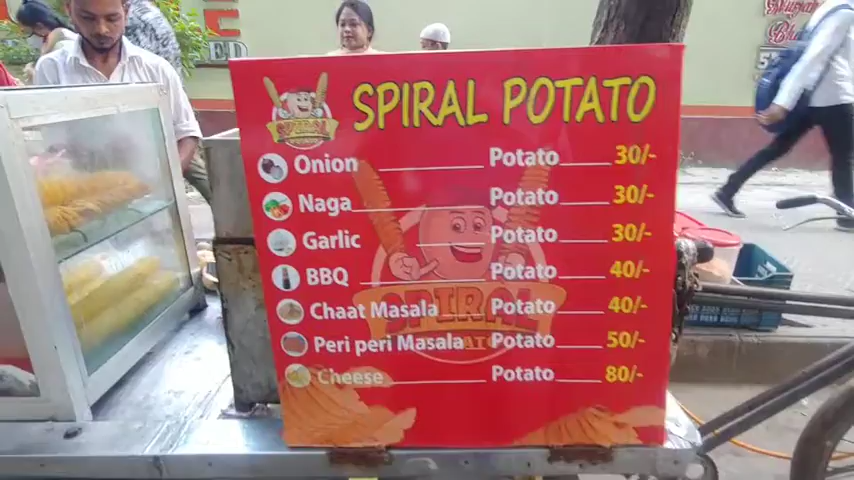 SPIRAL POTATO
Onion Potato 30/-
Naga Potato 30/-
Garlic Potato 30/-
BBQ Potato 40/-
Chaat Masala Potato 40/-
Peri peri Masala Potato 50/-
Cheese Potato 80/-
SPIRAL